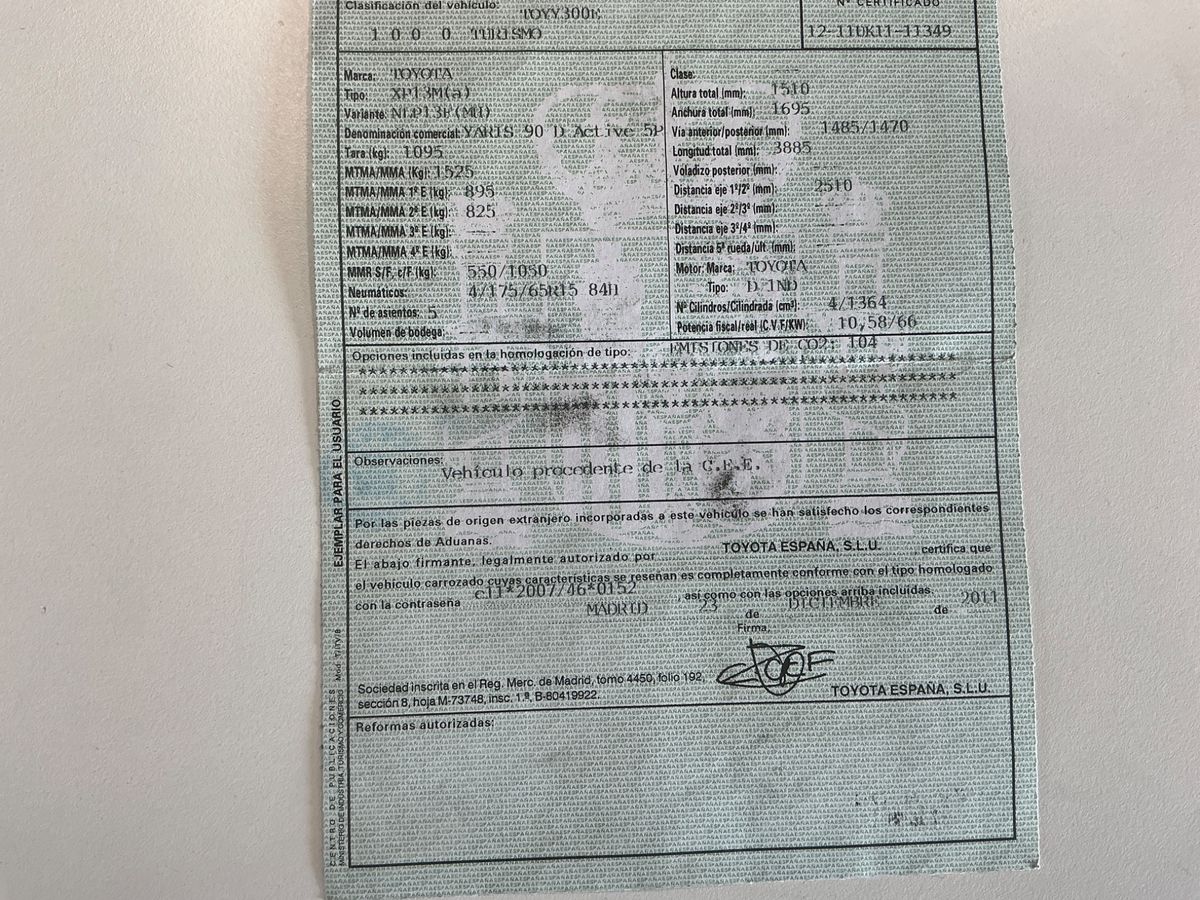 Clasificación del vehículo: TOYY300E
Nº CERTIFICADO
1 0 0 0 TURISMO
12-11UK11-11349
Marca: TOYOTA
Tipo: XP13M(a)
Variante: NLP13F(M1)
Denominación comercial: YARIS 90 D Active 5P
Tara (kg): 1095
MTMA/MMA (Kg): 1525
MTMA/MMA 1º E (kg): 895
MTMA/MMA 2º E (kg): 825
MTMA/MMA 3º E (kg):
MTMA/MMA 4º E (kg):
MMR S/F, c/F (kg): 550/1050
Neumáticos: 4/175/65R15 84H
Nº de asientos: 5
Volumen de bodega:
Clase:
Altura total (mm): 1510
Anchura total (mm): 1695
Vía anterior/posterior (mm): 1485/1470
Longitud total (mm): 3885
Voladizo posterior (mm):
Distancia eje 1º/2º (mm): 2510
Distancia eje 2º/3º (mm):
Distancia eje 3º/4º (mm):
Distancia 5ª rueda/últ. (mm):
Motor: Marca: TOYOTA
Tipo: D/1ND
Nº Cilindros/Cilindrada (cm³) 4/1364
Potencia fiscal/real (C.V.F/KW): 10,58/66
Opciones incluidas en la homologación de tipo: EMISIONES DE CO2: 104
Observaciones: Vehículo procedente de la C.E.E.
Por las piezas de origen extranjero incorporadas a este vehículo se han satisfecho los correspondientes
derechos de Aduanas.
El abajo firmante, legalmente autorizado por TOYOTA ESPAÑA, S.L.U. certifica que
el vehículo carrozado cuyas características se reseñan es completamente conforme con el tipo homologado
con la contraseña e11*2007/46*0152 , así como con las opciones arriba incluidas.
MADRID 23 de DICIEMBRE de 2011
Firma,
Sociedad inscrita en el Reg. Merc. de Madrid, tomo 4450, folio 192,
sección 8, hoja M-73748, insc. 1.ª, B-80419922.
TOYOTA ESPAÑA, S.L.U.
Reformas autorizadas:
EJEMPLAR PARA EL USUARIO
CENTRO DE PUBLICACIONES
MINISTERIO DE INDUSTRIA, TURISMO Y COMERCIO